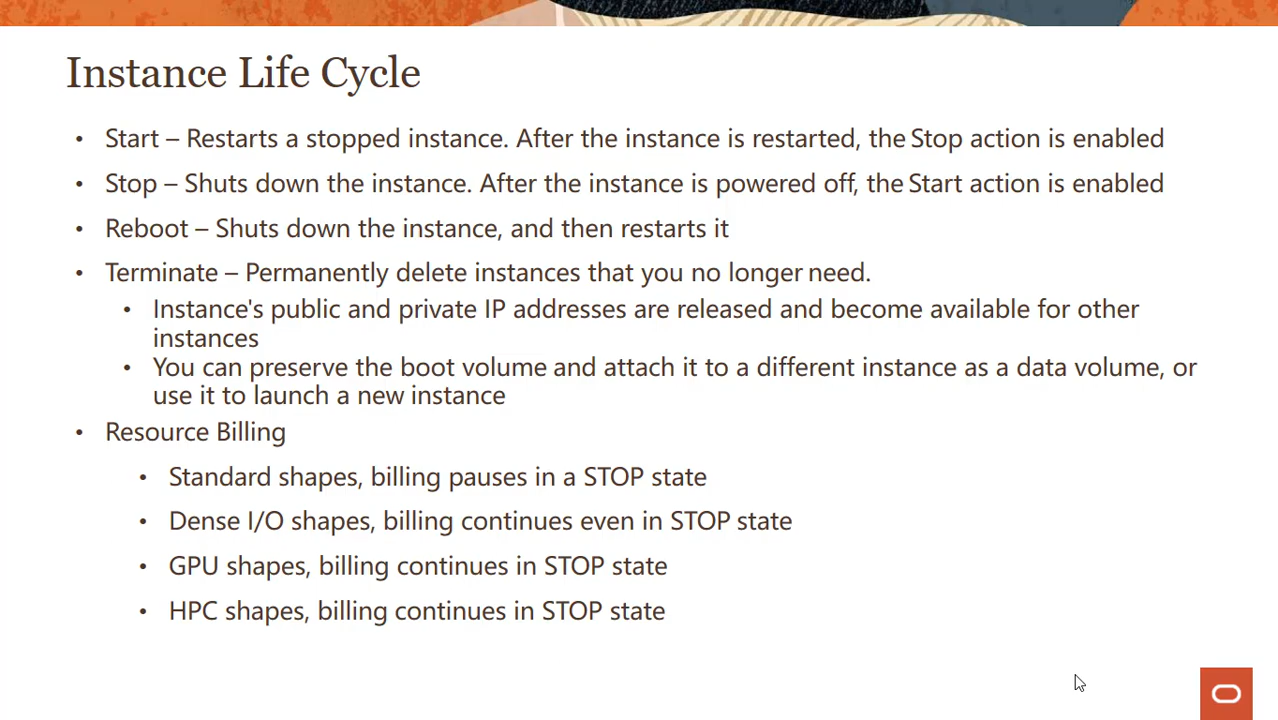 Instance Life Cycle
• Start – Restarts a stopped instance. After the instance is restarted, the Stop action is enabled
• Stop – Shuts down the instance. After the instance is powered off, the Start action is enabled
• Reboot – Shuts down the instance, and then restarts it
• Terminate – Permanently delete instances that you no longer need.
• Instance's public and private IP addresses are released and become available for other
instances
• You can preserve the boot volume and attach it to a different instance as a data volume, or
use it to launch a new instance
• Resource Billing
• Standard shapes, billing pauses in a STOP state
• Dense I/O shapes, billing continues even in STOP state
• GPU shapes, billing continues in STOP state
• HPC shapes, billing continues in STOP state